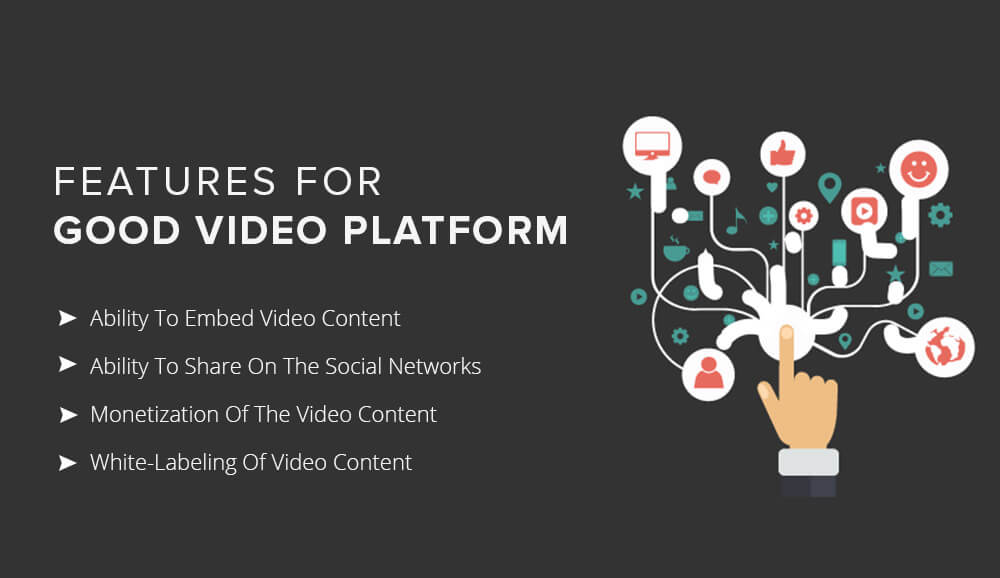 FEATURES FOR
GOOD VIDEO PLATFORM
Ability To Embed Video Content
Ability To Share On The Social Networks
Monetization Of The Video Content
White-Labeling Of Video Content